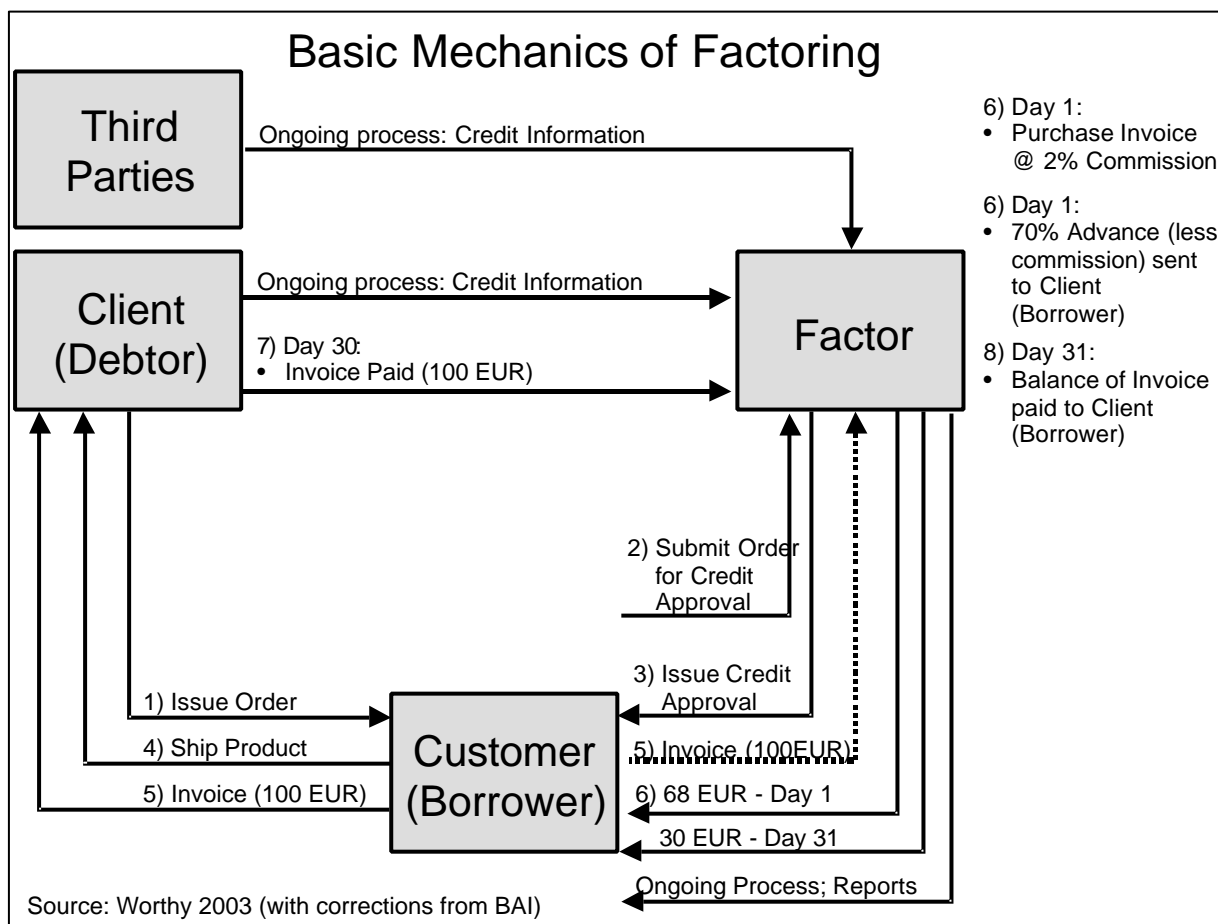 Basic Mechanics of Factoring
Third
Parties
Ongoing process: Credit Information
6) Day 1:
• Purchase Invoice
@ 2% Commission
6) Day 1:
• 70% Advance (less
commission) sent
to Client
(Borrower)
8) Day 31:
• Balance of Invoice
paid to Client
(Borrower)
Client
(Debtor)
Ongoing process: Credit Information
7) Day 30:
• Invoice Paid (100 EUR)
Factor
2) Submit Order
for Credit
Approval
3) Issue Credit
Approval
1) Issue Order
4) Ship Product
5) Invoice (100 EUR)
Customer
(Borrower)
5) Invoice (100EUR)
6) 68 EUR - Day 1
30 EUR - Day 31
Ongoing Process; Reports
Source: Worthy 2003 (with corrections from BAI)